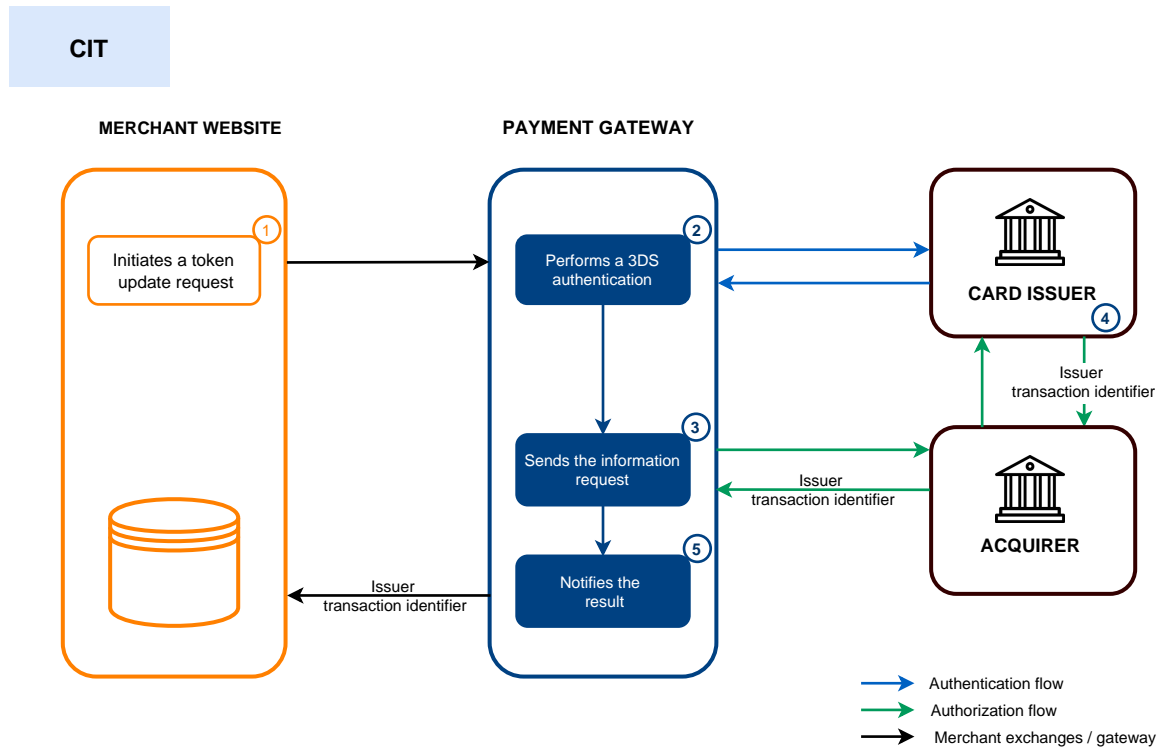 CIT
MERCHANT WEBSITE
PAYMENT GATEWAY
1
Initiates a token
update request
2
Performs a 3DS
authentication
CARD ISSUER
4
Issuer
transaction identifier
3
Sends the information
request
Issuer
transaction identifier
ACQUIRER
5
Notifies the
result
Issuer
transaction identifier
Authentication flow
Authorization flow
Merchant exchanges / gateway